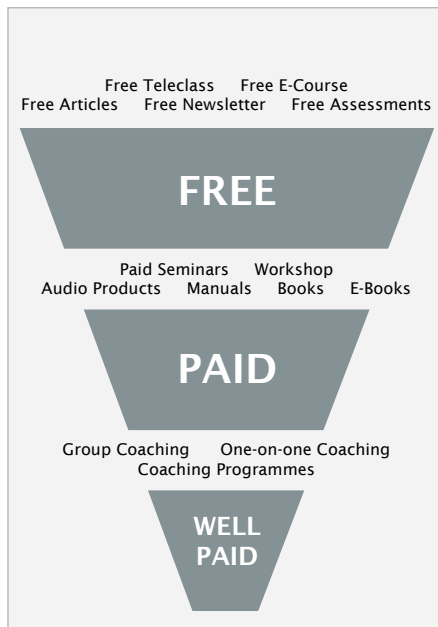 Free Teleclass Free E-Course
Free Articles Free Newsletter Free Assessments
FREE
Paid Seminars Workshop
Audio Products Manuals Books E-Books
PAID
Group Coaching One-on-one Coaching
Coaching Programmes
WELL
PAID